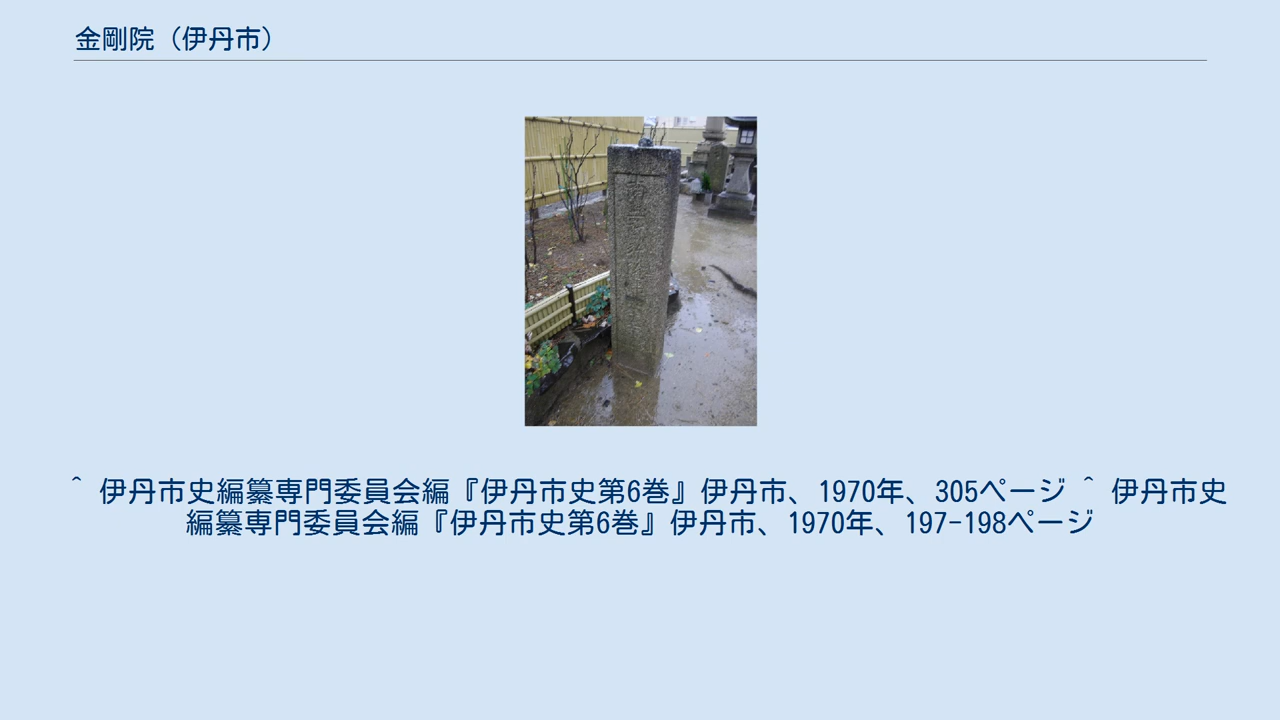 金剛院（伊丹市）
^ 伊丹市史編纂専門委員会編『伊丹市史第6巻』伊丹市、1970年、305ページ ^ 伊丹市史
編纂専門委員会編『伊丹市史第6巻』伊丹市、1970年、197-198ページ